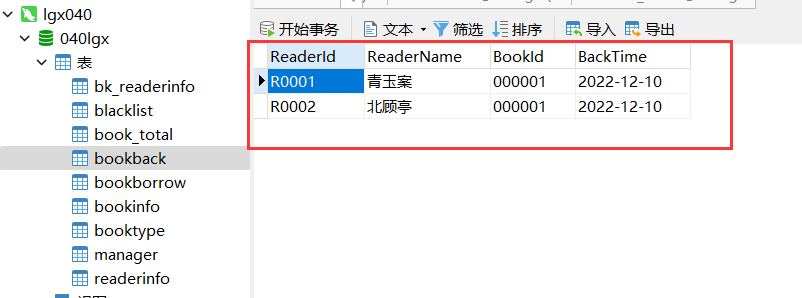 lgx040
040lgx
表
bk_readerinfo
blacklist
book_total
bookback
bookborrow
bookinfo
booktype
manager
readerinfo
开始事务 文本 筛选 排序 导入 导出
ReaderId ReaderName BookId BackTime
R0001 青玉案 000001 2022-12-10
R0002 北顾亭 000001 2022-12-10